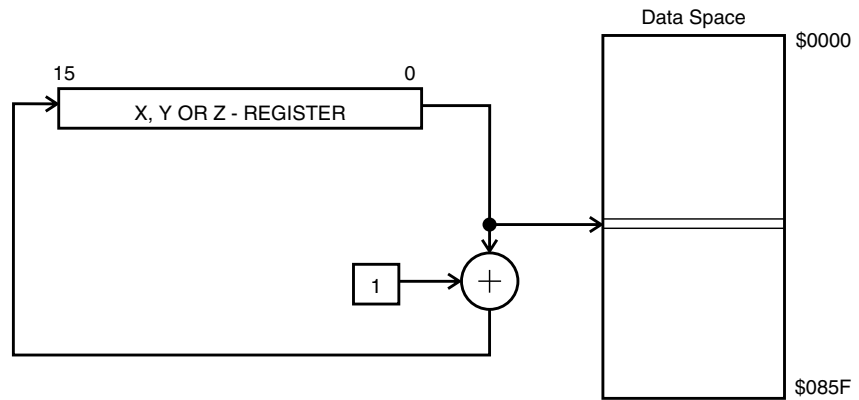 Data Space
$0000
15
0
X, Y OR Z - REGISTER
1
+
$085F